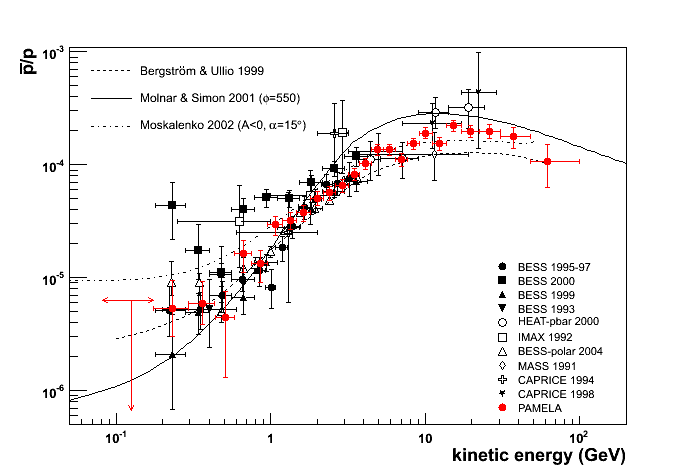 p̅/p
10⁻³
Bergström & Ullio 1999
Molnar & Simon 2001 (ϕ=550)
Moskalenko 2002 (A<0, α=15°)
10⁻⁴
10⁻⁵
BESS 1995-97
BESS 2000
BESS 1999
BESS 1993
HEAT-pbar 2000
IMAX 1992
BESS-polar 2004
MASS 1991
CAPRICE 1994
CAPRICE 1998
PAMELA
10⁻⁶
10⁻¹ 1 10 10²
kinetic energy (GeV)